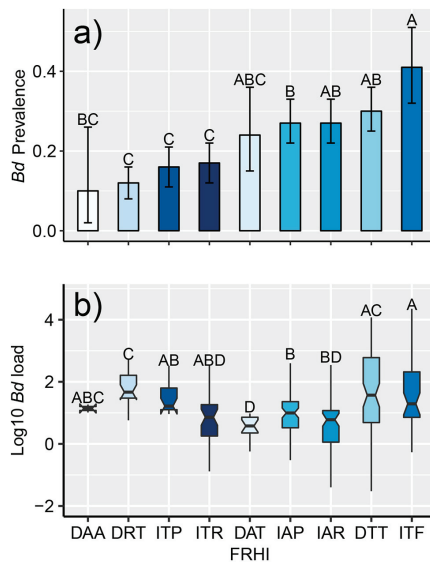 a)
A
ABC
AB
AB
B
BC
C
C
C
0.4
0.2
0.0
Bd Prevalence
b)
4
2
0
−2
Log10 Bd load
ABC
C
AB
ABD
D
B
BD
AC
A
DAA DRT ITP ITR DAT IAP IAR DTT ITF
FRHI